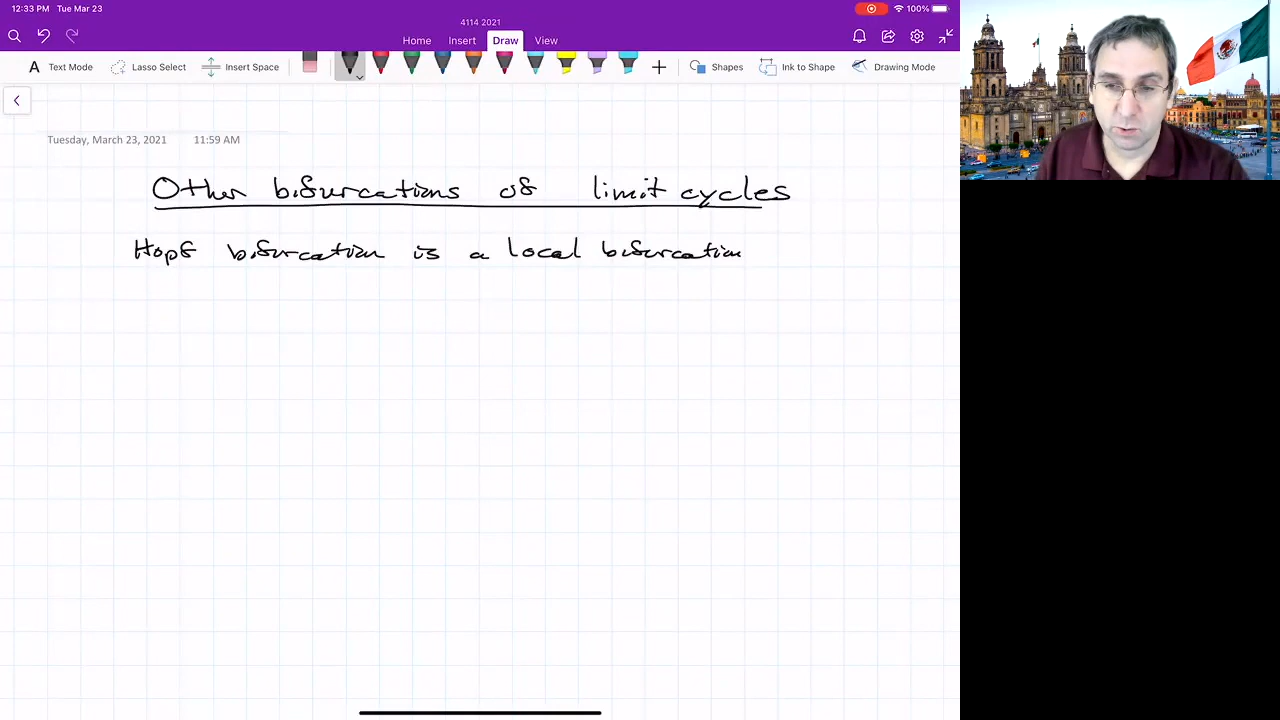 12:33 PM Tue Mar 23
100%
4114 2021
Home Insert Draw View
Text Mode Lasso Select Insert Space Shapes Ink to Shape Drawing Mode
Tuesday, March 23, 2021 11:59 AM
Other bifurcations of limit cycles
Hopf bifurcation is a local bifurcation